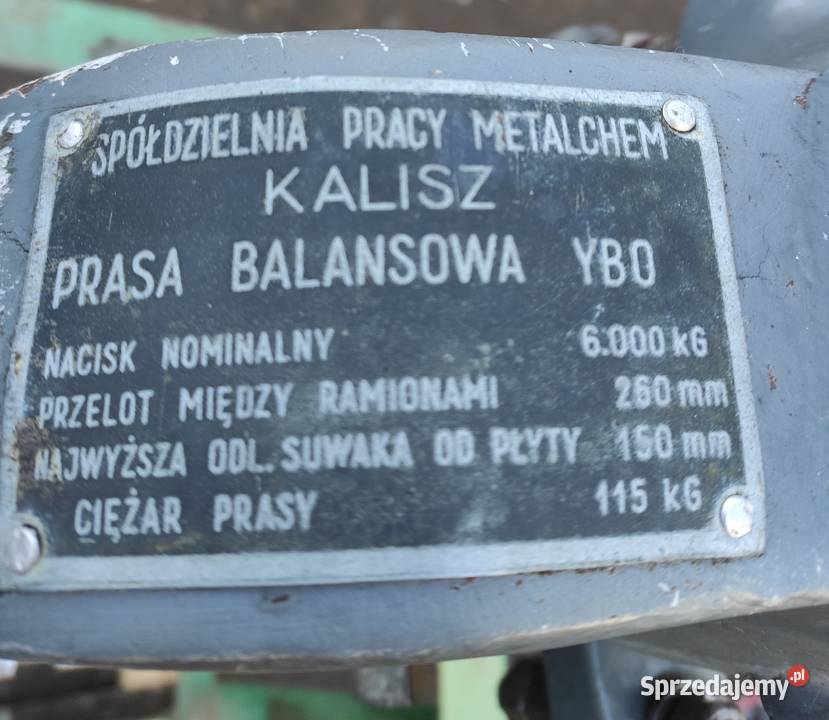 SPÓŁDZIELNIA PRACY METALCHEM
KALISZ
PRASA BALANSOWA YBO
NACISK NOMINALNY 6.000 kG
PRZELOT MIĘDZY RAMIONAMI 260 mm
NAJWYŻSZA ODL. SUWAKA OD PŁYTY 150 mm
CIĘŻAR PRASY 115 kG
Sprzedajemy.pl